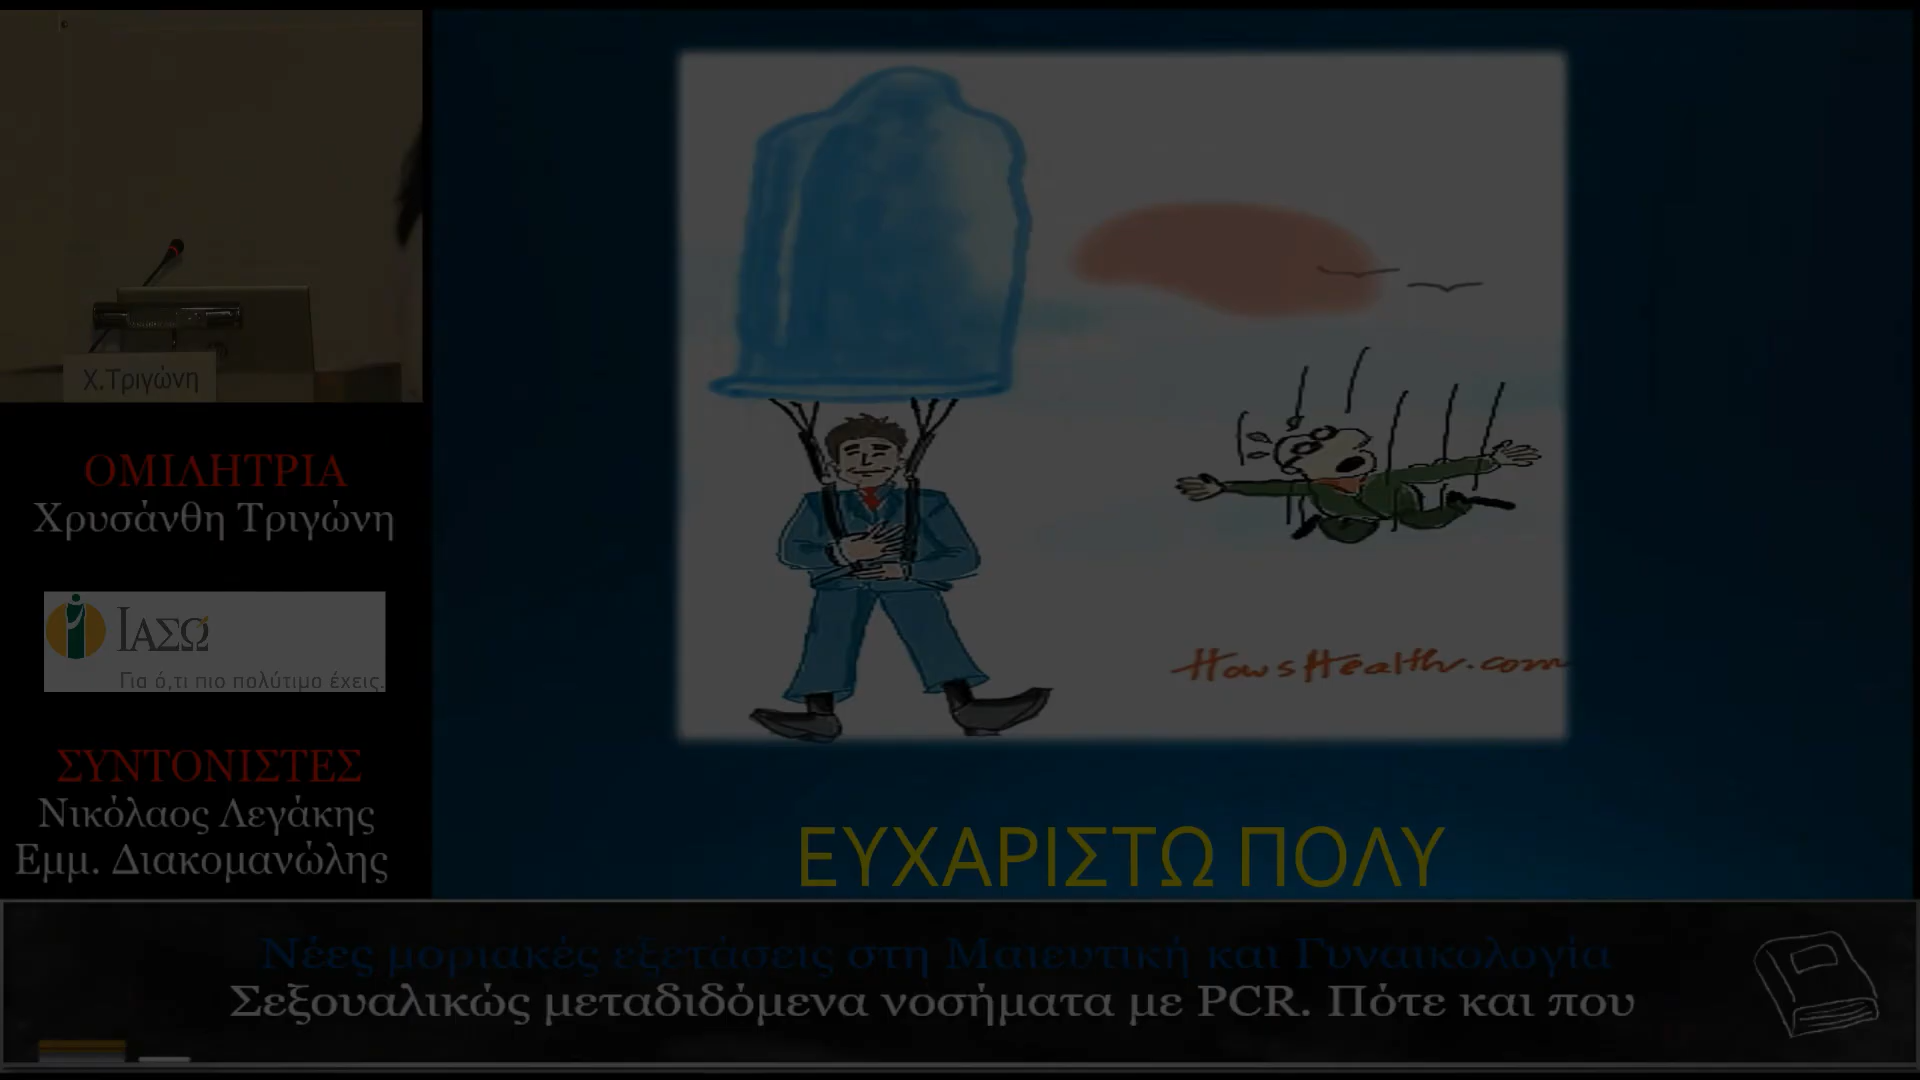 Χ.Τριγώνη
ΟΜΙΛΗΤΡΙΑ
Χρυσάνθη Τριγώνη
ΙΑΣΩ
Για ό,τι πιο πολύτιμο έχεις.
ΣΥΝΤΟΝΙΣΤΕΣ
Νικόλαος Λεγάκης
Εμμ. Διακομανώλης
HowsHealth.com
ΕΥΧΑΡΙΣΤΩ ΠΟΛΥ
Νέες μοριακές εξετάσεις στη Μαιευτική και Γυναικολογία
Σεξουαλικώς μεταδιδόμενα νοσήματα με PCR. Πότε και που